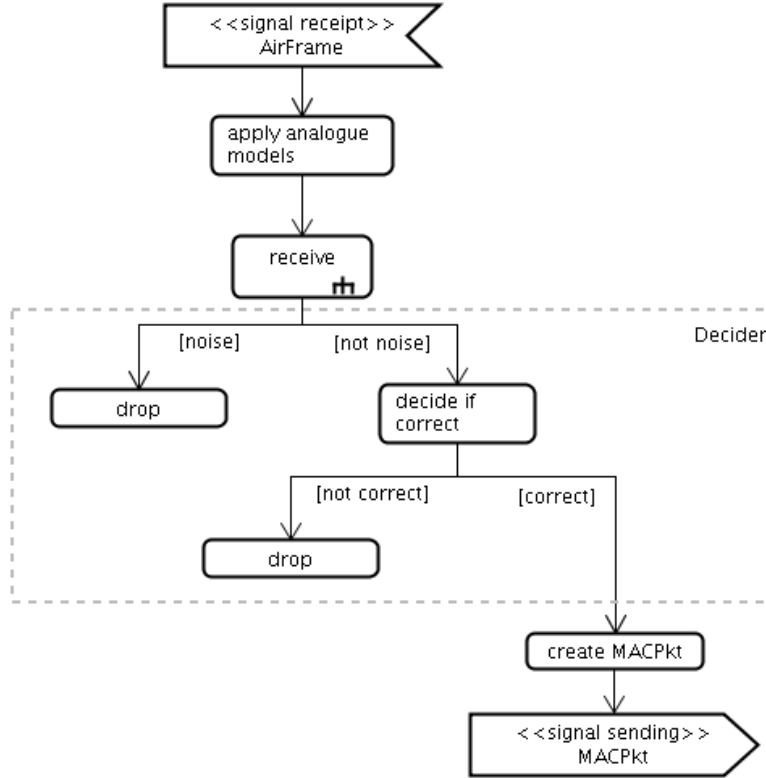 <<signal receipt>>
AirFrame
apply analogue
models
receive
[noise]
[not noise]
Decider
drop
decide if
correct
[not correct]
[correct]
drop
create MACPkt
<<signal sending>>
MACPkt